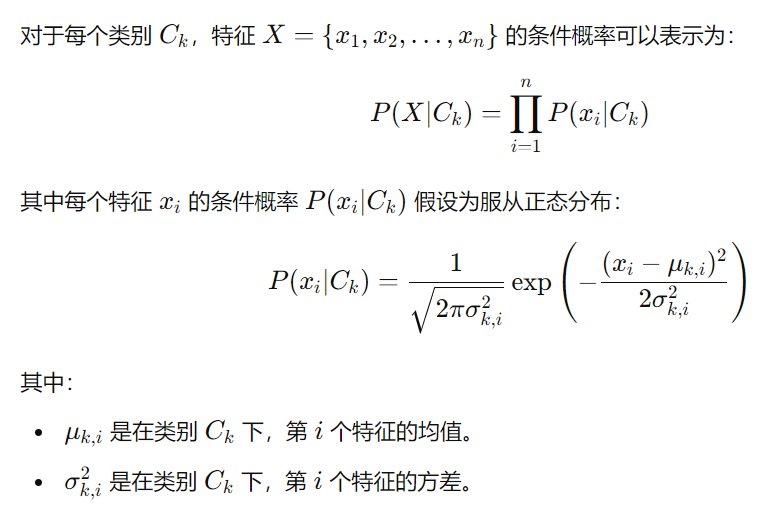 对于每个类别 $C_k$，特征 $X = \{x_1, x_2, \ldots, x_n\}$ 的条件概率可以表示为：
$P(X|C_k) = \prod_{i=1}^{n} P(x_i|C_k)$
其中每个特征 $x_i$ 的条件概率 $P(x_i|C_k)$ 假设为服从正态分布：
$P(x_i|C_k) = \frac{1}{\sqrt{2\pi\sigma_{k,i}^2}} \exp\left(-\frac{(x_i - \mu_{k,i})^2}{2\sigma_{k,i}^2}\right)$
其中：
• $\mu_{k,i}$ 是在类别 $C_k$ 下，第 $i$ 个特征的均值。
• $\sigma_{k,i}^2$ 是在类别 $C_k$ 下，第 $i$ 个特征的方差。